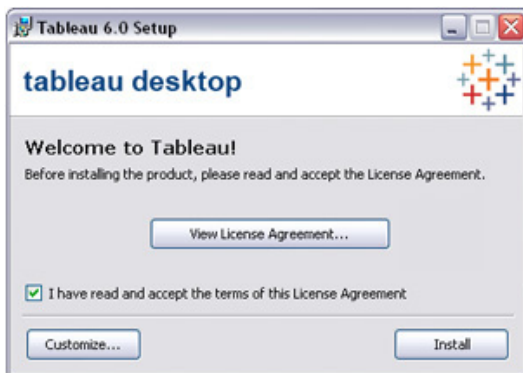 Tableau 6.0 Setup
tableau desktop
Welcome to Tableau!
Before installing the product, please read and accept the License Agreement.
View License Agreement...
I have read and accept the terms of this License Agreement
Customize...
Install